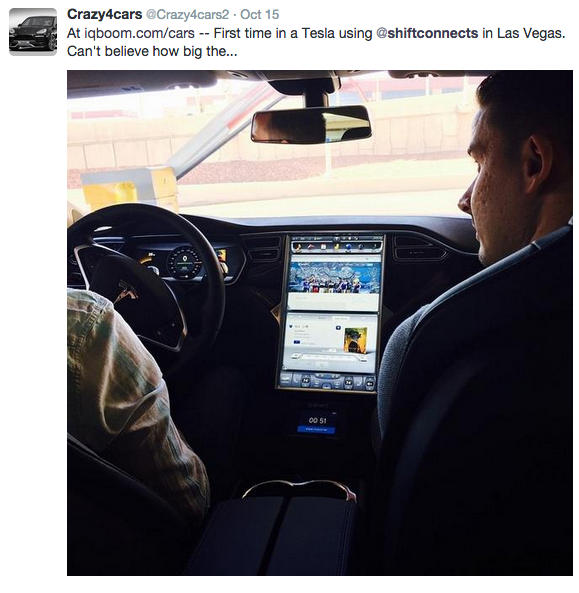 Crazy4cars @Crazy4cars2 · Oct 15
At iqboom.com/cars -- First time in a Tesla using @shiftconnects in Las Vegas.
Can't believe how big the...
00 51